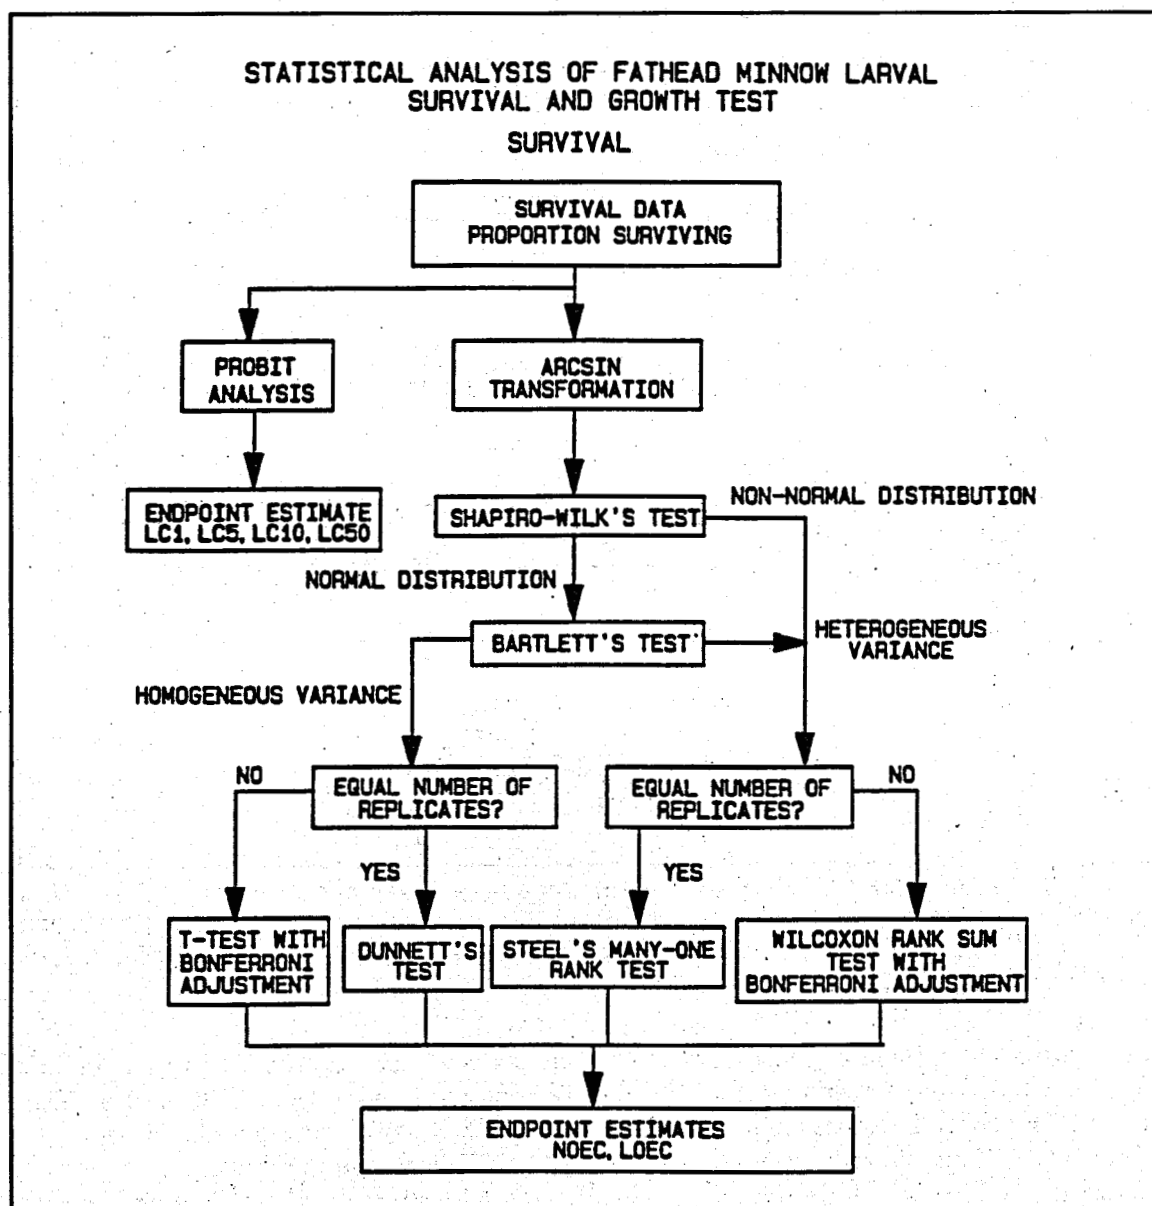 STATISTICAL ANALYSIS OF FATHEAD MINNOW LARVAL
SURVIVAL AND GROWTH TEST
SURVIVAL
SURVIVAL DATA
PROPORTION SURVIVING
PROBIT
ANALYSIS
ARCSIN
TRANSFORMATION
ENDPOINT ESTIMATE
LC1, LC5, LC10, LC50
SHAPIRO-WILK'S TEST
NON-NORMAL DISTRIBUTION
NORMAL DISTRIBUTION
BARTLETT'S TEST
HETEROGENEOUS
VARIANCE
HOMOGENEOUS VARIANCE
NO
EQUAL NUMBER OF
REPLICATES?
EQUAL NUMBER OF
REPLICATES?
NO
YES
YES
T-TEST WITH
BONFERRONI
ADJUSTMENT
DUNNETT'S
TEST
STEEL'S MANY-ONE
RANK TEST
WILCOXON RANK SUM
TEST WITH
BONFERRONI ADJUSTMENT
ENDPOINT ESTIMATES
NOEC, LOEC